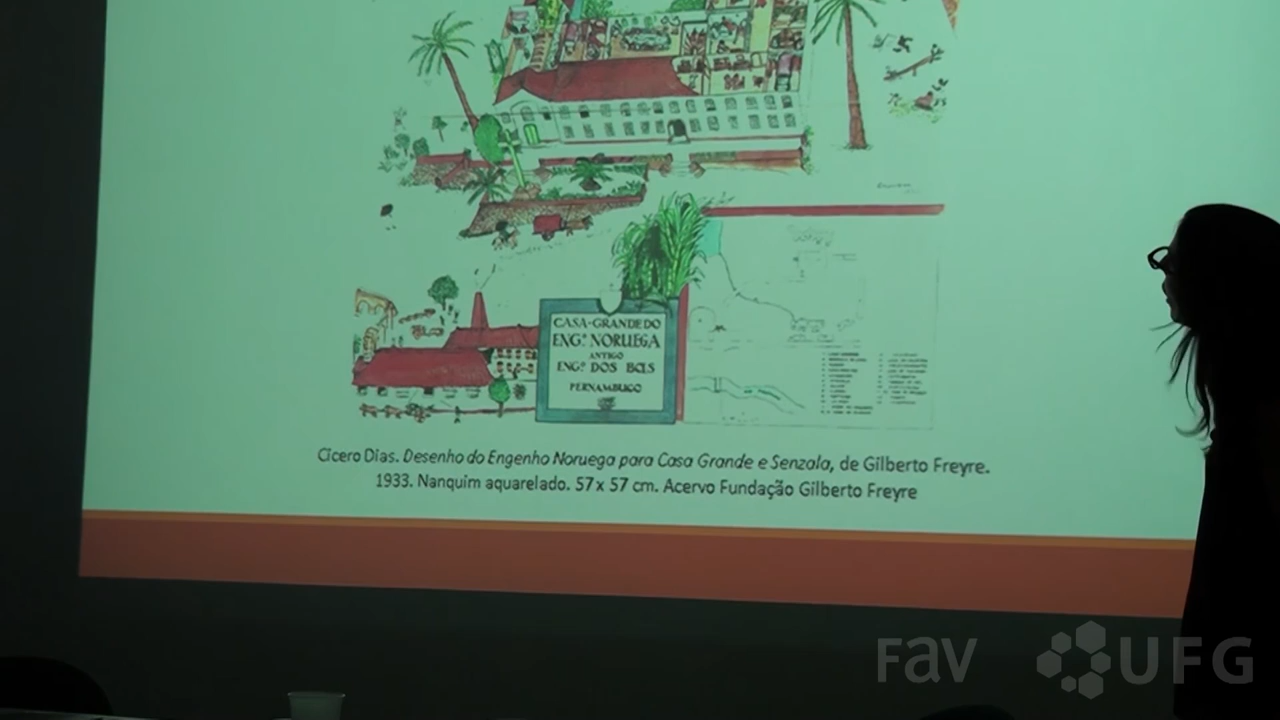 CASA-GRANDE DO
ENGº NORUEGA
ANTIGO
ENGº DOS BOIS
PERNAMBUCO
Cícero Dias. Desenho do Engenho Noruega para Casa Grande e Senzala, de Gilberto Freyre.
1933. Nanquim aquarelado. 57 x 57 cm. Acervo Fundação Gilberto Freyre
FAV UFG